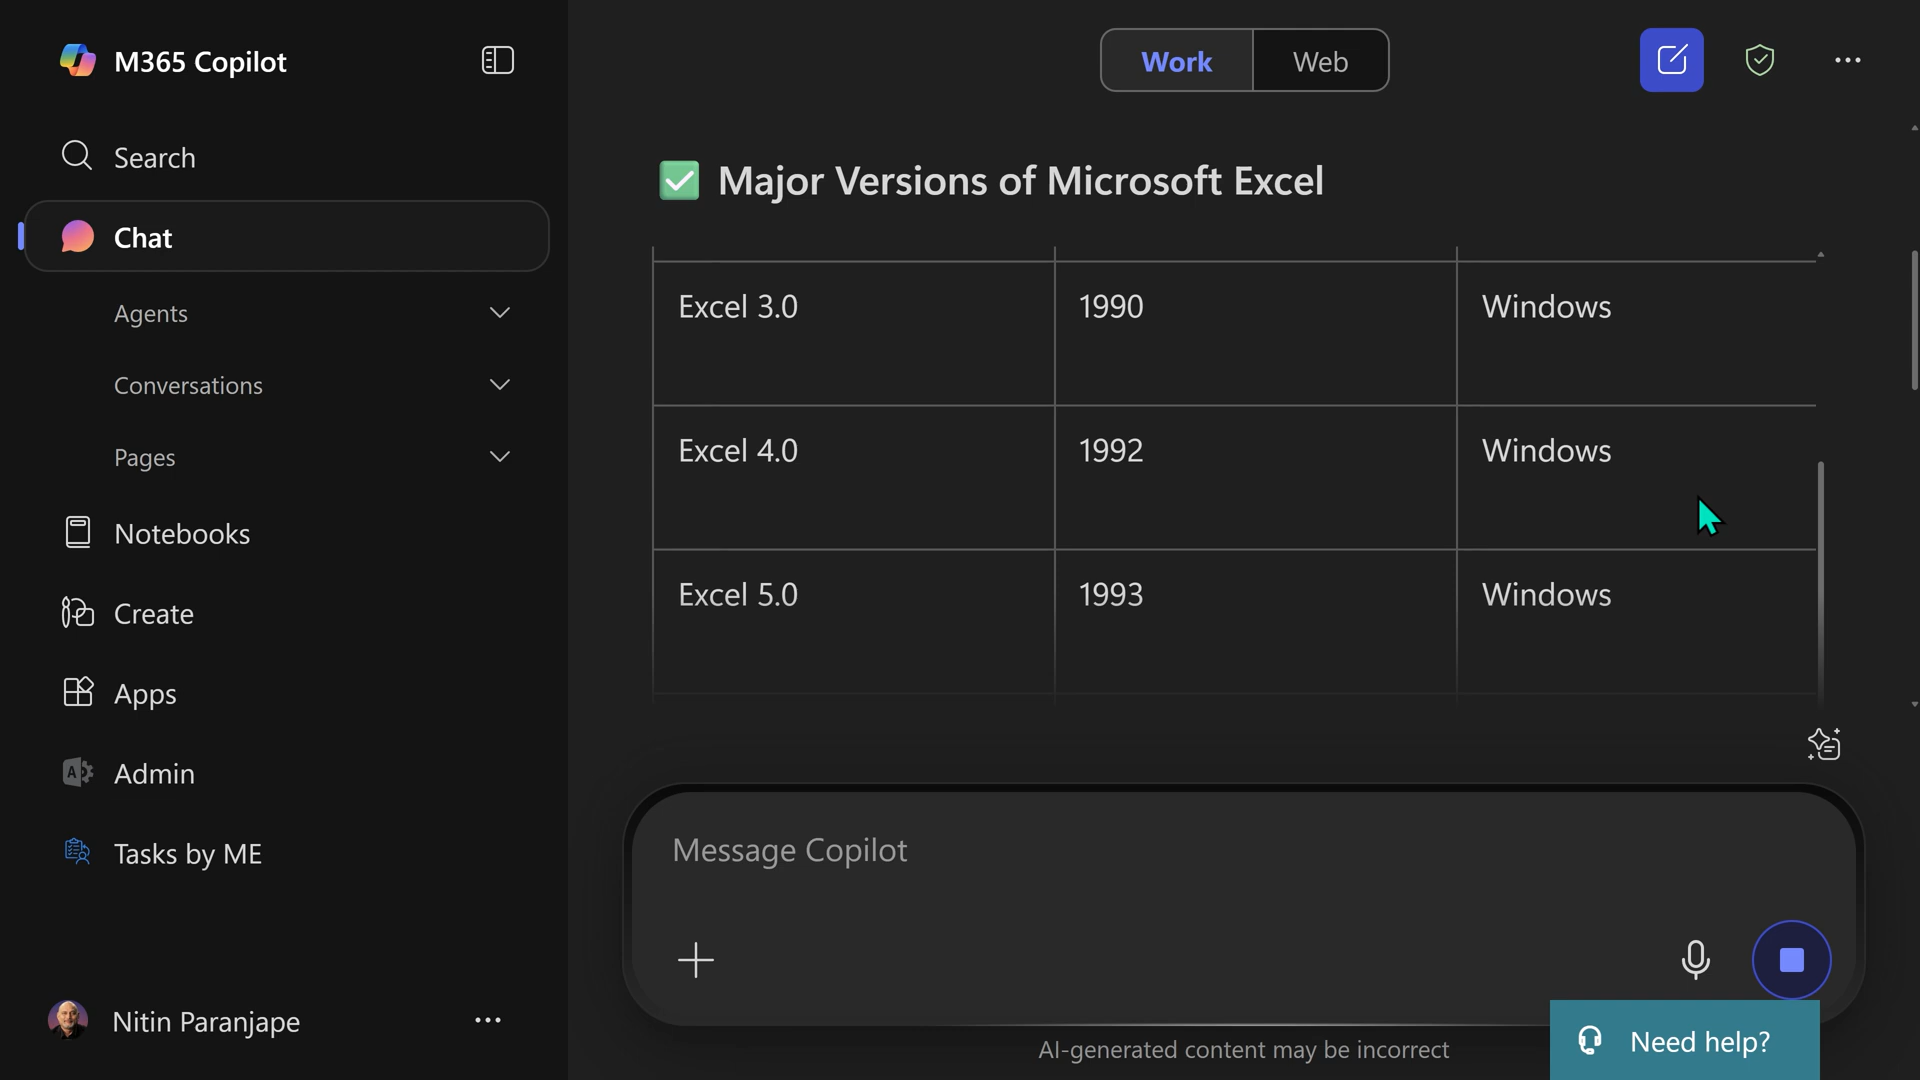 M365 Copilot
Search
Chat
Agents
Conversations
Pages
Notebooks
Create
Apps
Admin
Tasks by ME
Nitin Paranjape
Work
Web
Major Versions of Microsoft Excel
Excel 3.0 1990 Windows
Excel 4.0 1992 Windows
Excel 5.0 1993 Windows
Message Copilot
AI-generated content may be incorrect
Need help?